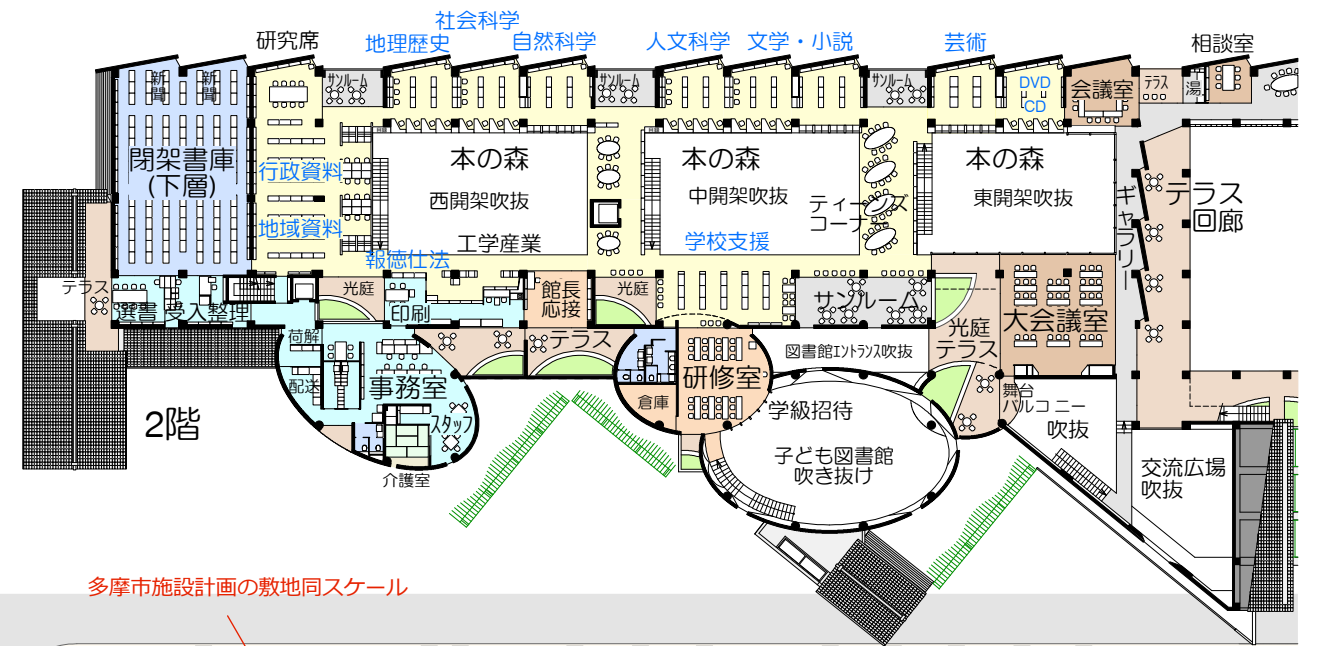 社会科学
研究席
地理歴史
自然科学
人文科学
文学・小説
芸術
相談室
新聞
新聞
サンルーム
サンルーム
サンルーム
DVD
CD
会議室
テラス
湯
閉架書庫
(下層)
行政資料
地域資料
本の森
西開架吹抜
工学産業
本の森
中開架吹抜
ティーンズ
コーナー
本の森
東開架吹抜
ギャラリー
テラス
回廊
学校支援
報徳仕法
テラス
選書
受入整理
光庭
印刷
館長
応接
光庭
サンルーム
光庭
テラス
大会議室
荷解
配送
事務室
スタッフ
テラス
研修室
倉庫
図書館エントランス吹抜
学級招待
舞台
バルコニー
吹抜
2階
介護室
子ども図書館
吹き抜け
交流広場
吹抜
多摩市施設計画の敷地同スケール